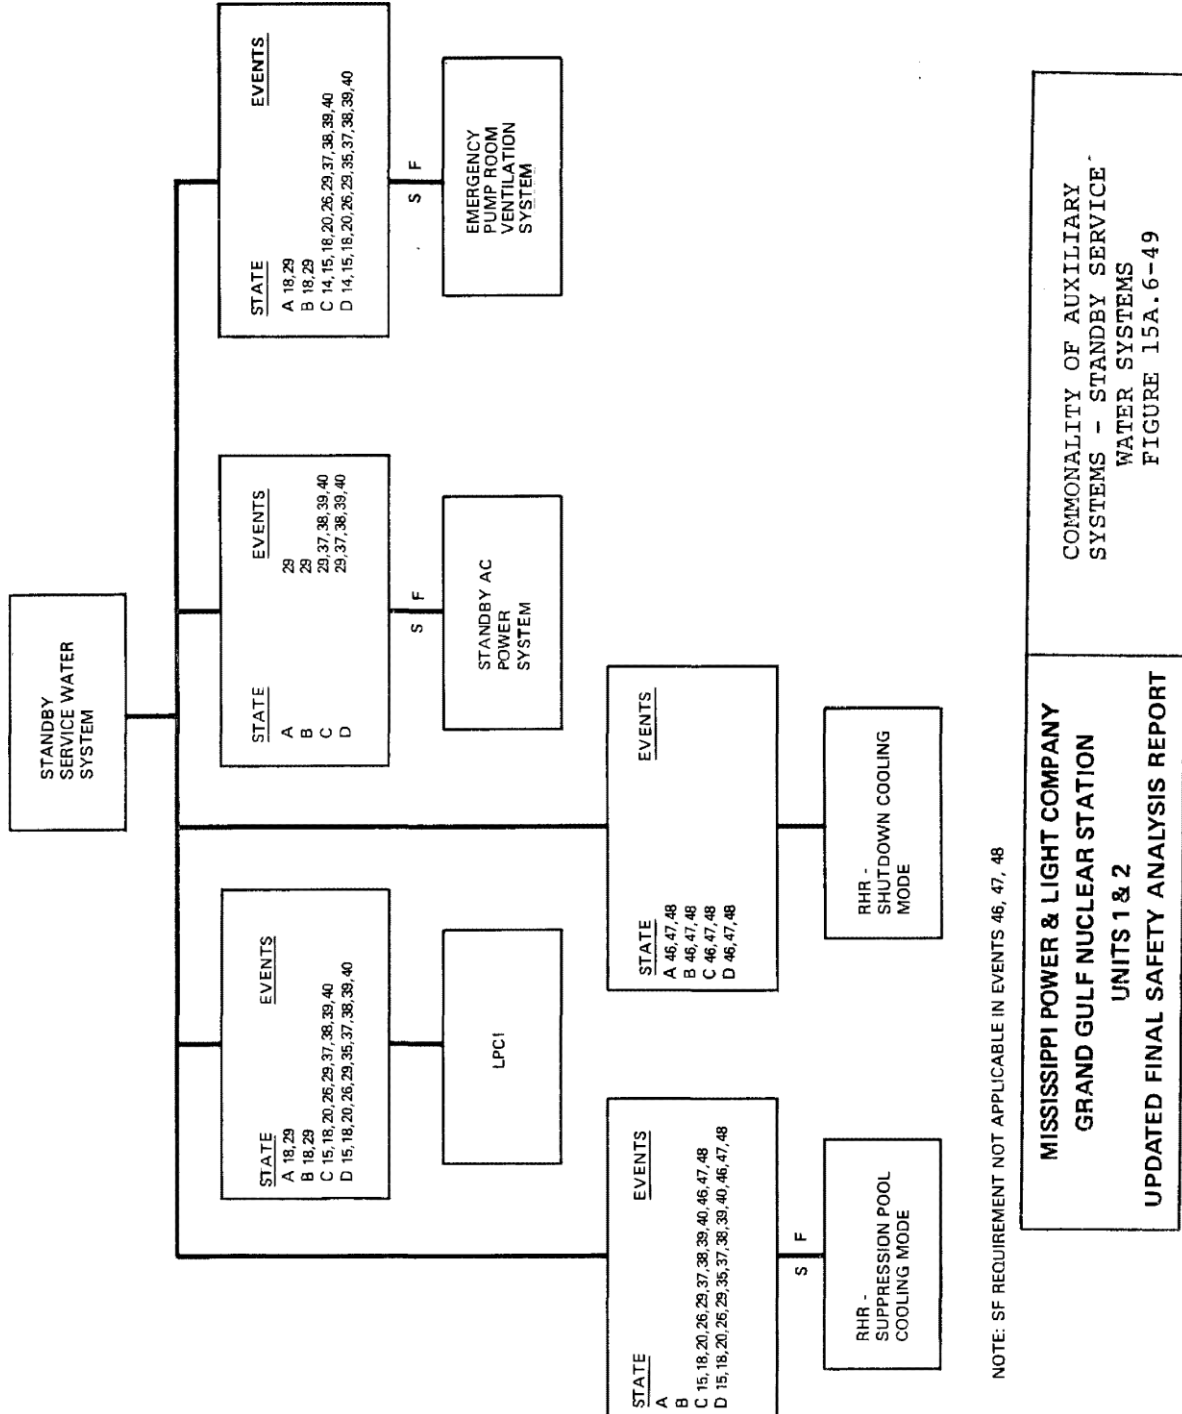 STANDBY
SERVICE WATER
SYSTEM
STATE EVENTS
A 18,29
B 18,29
C 15,18,20,26,29,37,38,39,40
D 15,18,20,26,29,35,37,38,39,40
LPCI
STATE EVENTS
A 29
B 29
C 29,37,38,39,40
D 29,37,38,39,40
S F
STANDBY AC
POWER
SYSTEM
STATE EVENTS
A 18,29
B 18,29
C 14,15,18,20,26,29,37,38,39,40
D 14,15,18,20,26,29,35,37,38,39,40
S F
EMERGENCY
PUMP ROOM
VENTILATION
SYSTEM
STATE EVENTS
A
B
C 15,18,20,26,29,37,38,39,40,46,47,48
D 15,18,20,26,29,35,37,38,39,40,46,47,48
S F
RHR -
SUPPRESSION POOL
COOLING MODE
STATE EVENTS
A 46,47,48
B 46,47,48
C 46,47,48
D 46,47,48
RHR -
SHUTDOWN COOLING
MODE
NOTE: SF REQUIREMENT NOT APPLICABLE IN EVENTS 46, 47, 48
MISSISSIPPI POWER & LIGHT COMPANY
GRAND GULF NUCLEAR STATION
UNITS 1 & 2
UPDATED FINAL SAFETY ANALYSIS REPORT
COMMONALITY OF AUXILIARY
SYSTEMS - STANDBY SERVICE
WATER SYSTEMS
FIGURE 15A.6-49